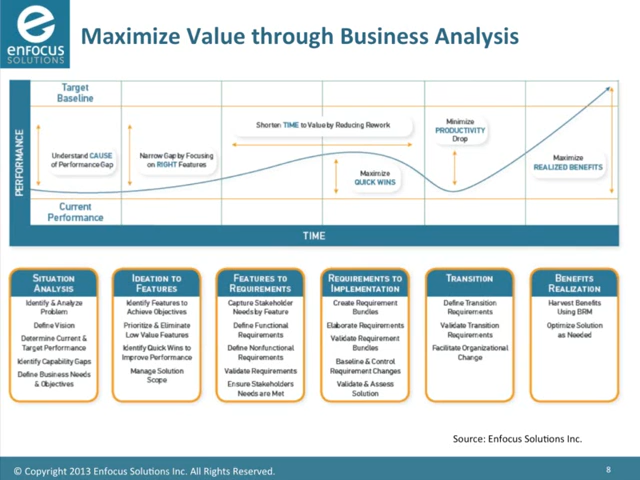 enfocus
SOLUTIONS
Maximize Value through Business Analysis
Target
Baseline
PERFORMANCE
Understand CAUSE
of Performance Gap
Narrow Gap by Focusing
on RIGHT Features
Shorten TIME to Value by Reducing Rework
Maximize
QUICK WINS
Minimize
PRODUCTIVITY
Drop
Maximize
REALIZED BENEFITS
Current
Performance
TIME
SITUATION
ANALYSIS
Identify & Analyze
Problem
Define Vision
Determine Current &
Target Performance
Identify Capability Gaps
Define Business Needs
& Objectives
IDEATION TO
FEATURES
Identify Features to
Achieve Objectives
Prioritize & Eliminate
Low Value Features
Identify Quick Wins to
Improve Performance
Manage Solution
Scope
FEATURES TO
REQUIREMENTS
Capture Stakeholder
Needs by Feature
Define Functional
Requirements
Define Nonfunctional
Requirements
Validate Requirements
Ensure Stakeholders
Needs are Met
REQUIREMENTS TO
IMPLEMENTATION
Create Requirement
Bundles
Elaborate Requirements
Validate Requirement
Bundles
Baseline & Control
Requirement Changes
Validate & Assess
Solution
TRANSITION
Define Transition
Requirements
Validate Transition
Requirements
Facilitate Organizational
Change
BENEFITS
REALIZATION
Harvest Benefits
Using BRM
Optimize Solution
as Needed
Source: Enfocus Solutions Inc.
© Copyright 2013 Enfocus Solutions Inc. All Rights Reserved.
8